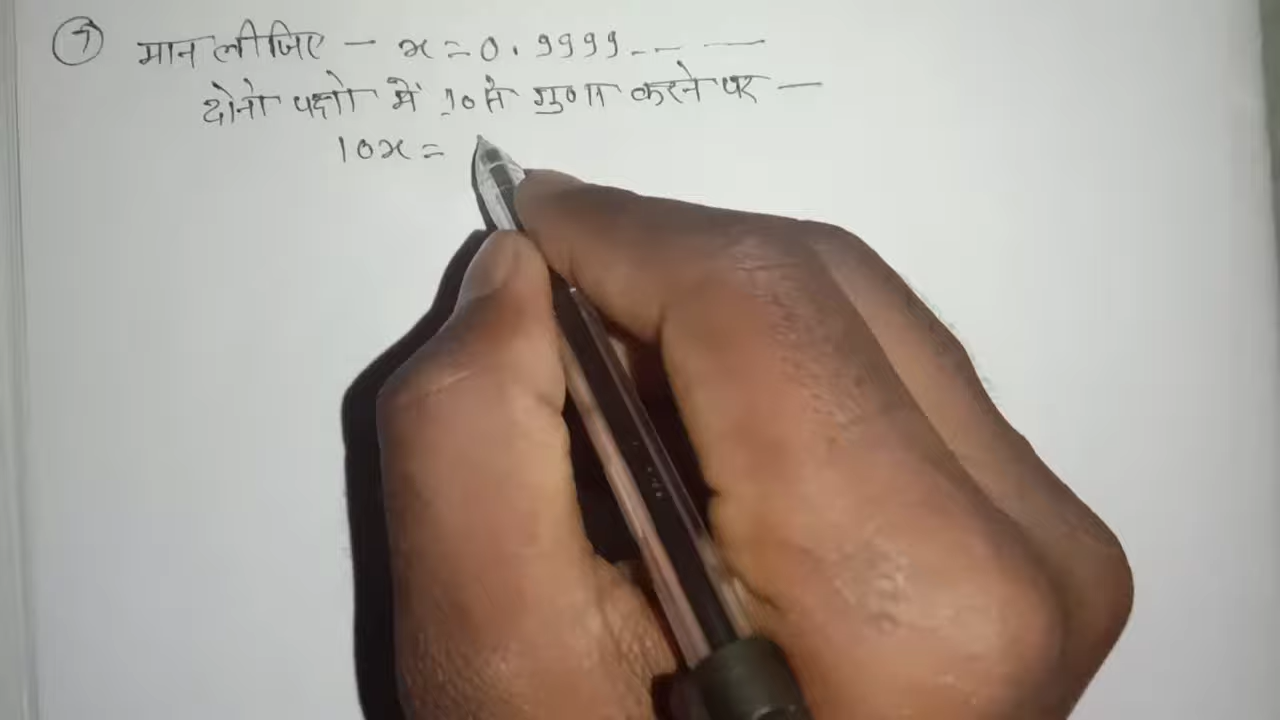 ⑦ मान लीजिए — x = 0.9999-- —
दोनो पक्षो में 10 से गुणा करने पर —
10x =